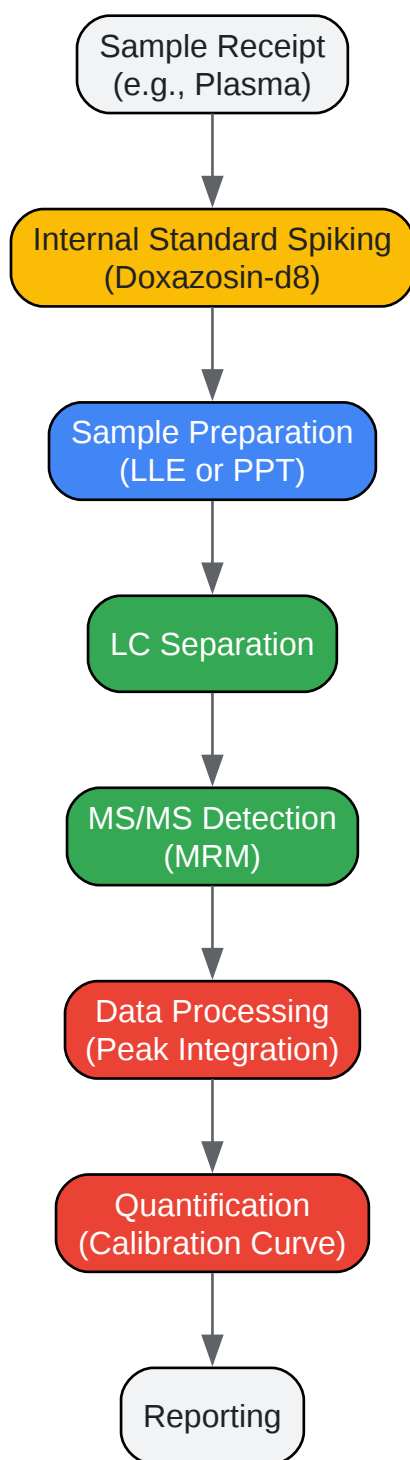 Sample Receipt
(e.g., Plasma)
Internal Standard Spiking
(Doxazosin-d8)
Sample Preparation
(LLE or PPT)
LC Separation
MS/MS Detection
(MRM)
Data Processing
(Peak Integration)
Quantification
(Calibration Curve)
Reporting